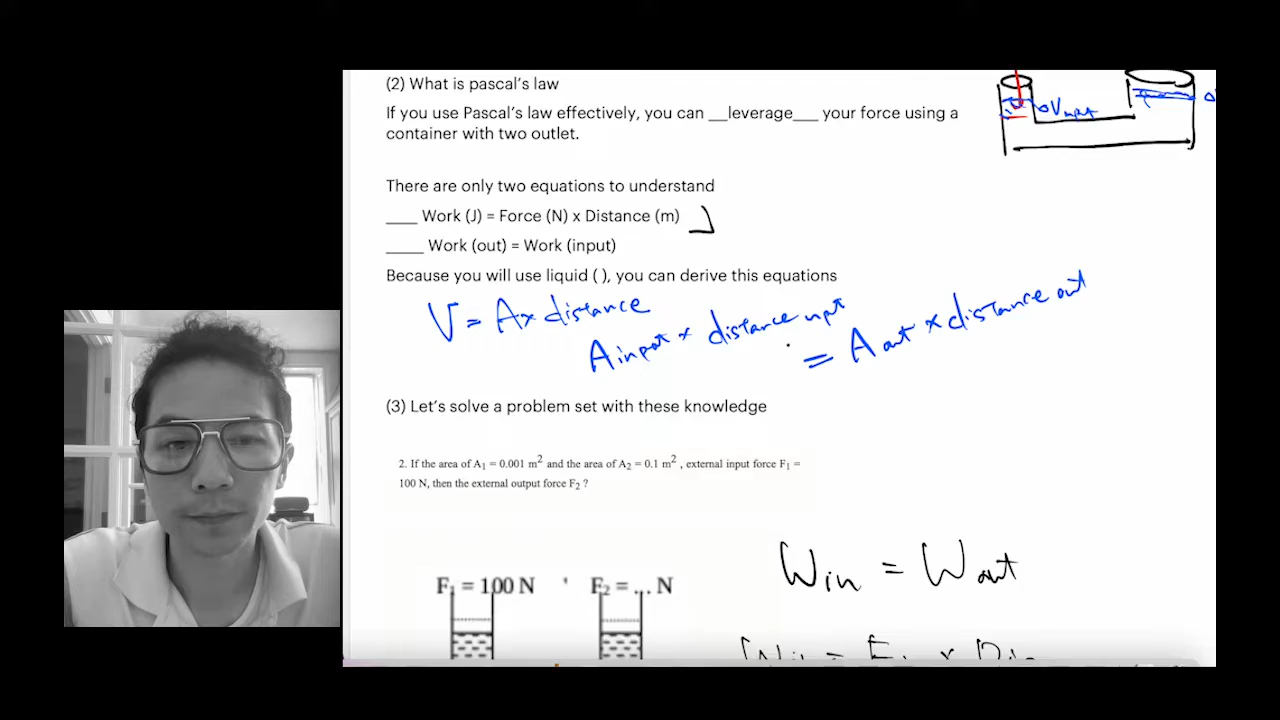 (2) What is pascal's law
If you use Pascal's law effectively, you can __leverage___ your force using a
container with two outlet.
There are only two equations to understand
____ Work (J) = Force (N) x Distance (m)
_____ Work (out) = Work (input)
Because you will use liquid ( ), you can derive this equations
V = A x distance
A input x distance input
= A out x distance out
(3) Let's solve a problem set with these knowledge
2. If the area of A₁ = 0.001 m² and the area of A₂ = 0.1 m² , external input force F₁ =
100 N, then the external output force F₂ ?
Win = Wout
F₁ = 100 N
F₂ = ... N